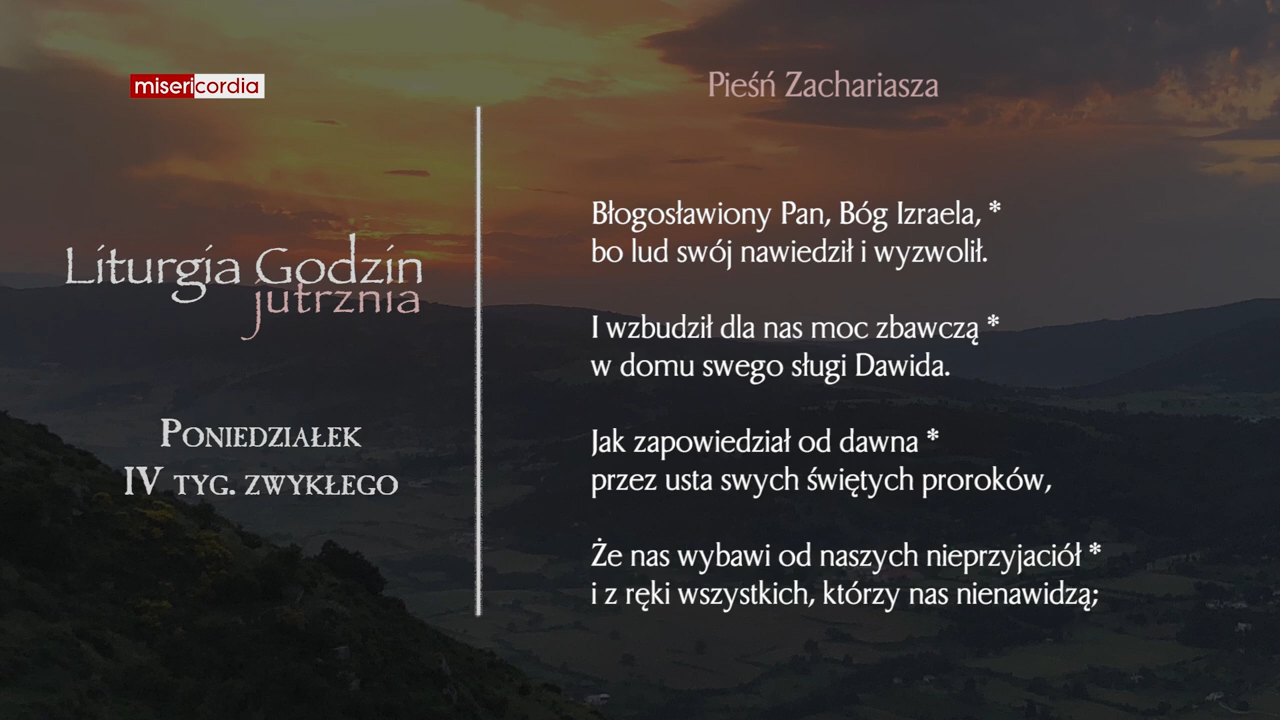 misericordia
Liturgia Godzin
jutrznia
Poniedziałek
IV tyg. zwykłego
Pieśń Zachariasza
Błogosławiony Pan, Bóg Izraela, *
bo lud swój nawiedził i wyzwolił.
I wzbudził dla nas moc zbawczą *
w domu swego sługi Dawida.
Jak zapowiedział od dawna *
przez usta swych świętych proroków,
Że nas wybawi od naszych nieprzyjaciół *
i z ręki wszystkich, którzy nas nienawidzą;